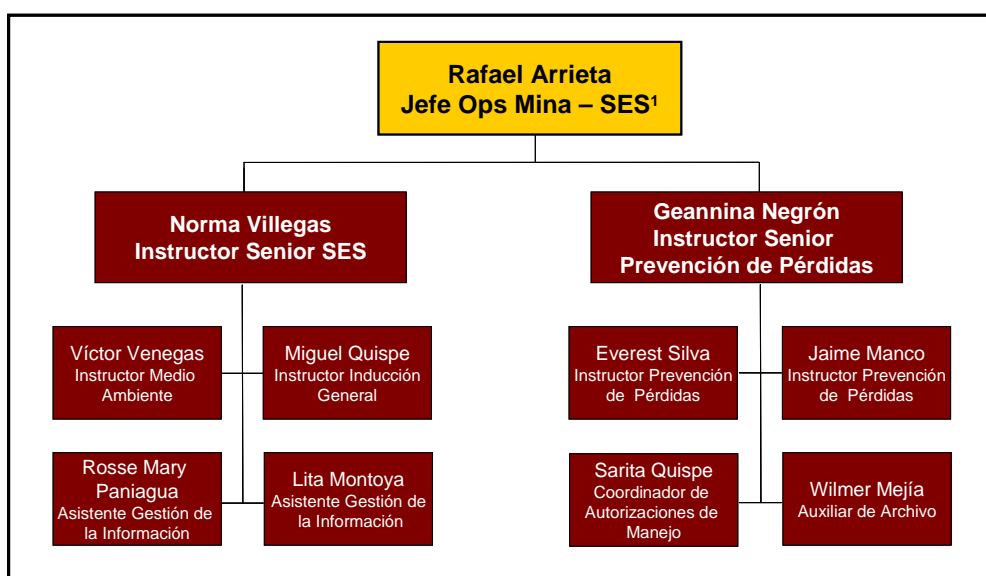 Rafael Arrieta
Jefe Ops Mina – SES¹
Norma Villegas
Instructor Senior SES
Geannina Negrón
Instructor Senior
Prevención de Pérdidas
Víctor Venegas
Instructor Medio
Ambiente
Miguel Quispe
Instructor Inducción
General
Everest Silva
Instructor Prevención
de Pérdidas
Jaime Manco
Instructor Prevención
de Pérdidas
Rosse Mary
Paniagua
Asistente Gestión de
la Información
Lita Montoya
Asistente Gestión de
la Información
Sarita Quispe
Coordinador de
Autorizaciones de
Manejo
Wilmer Mejía
Auxiliar de Archivo